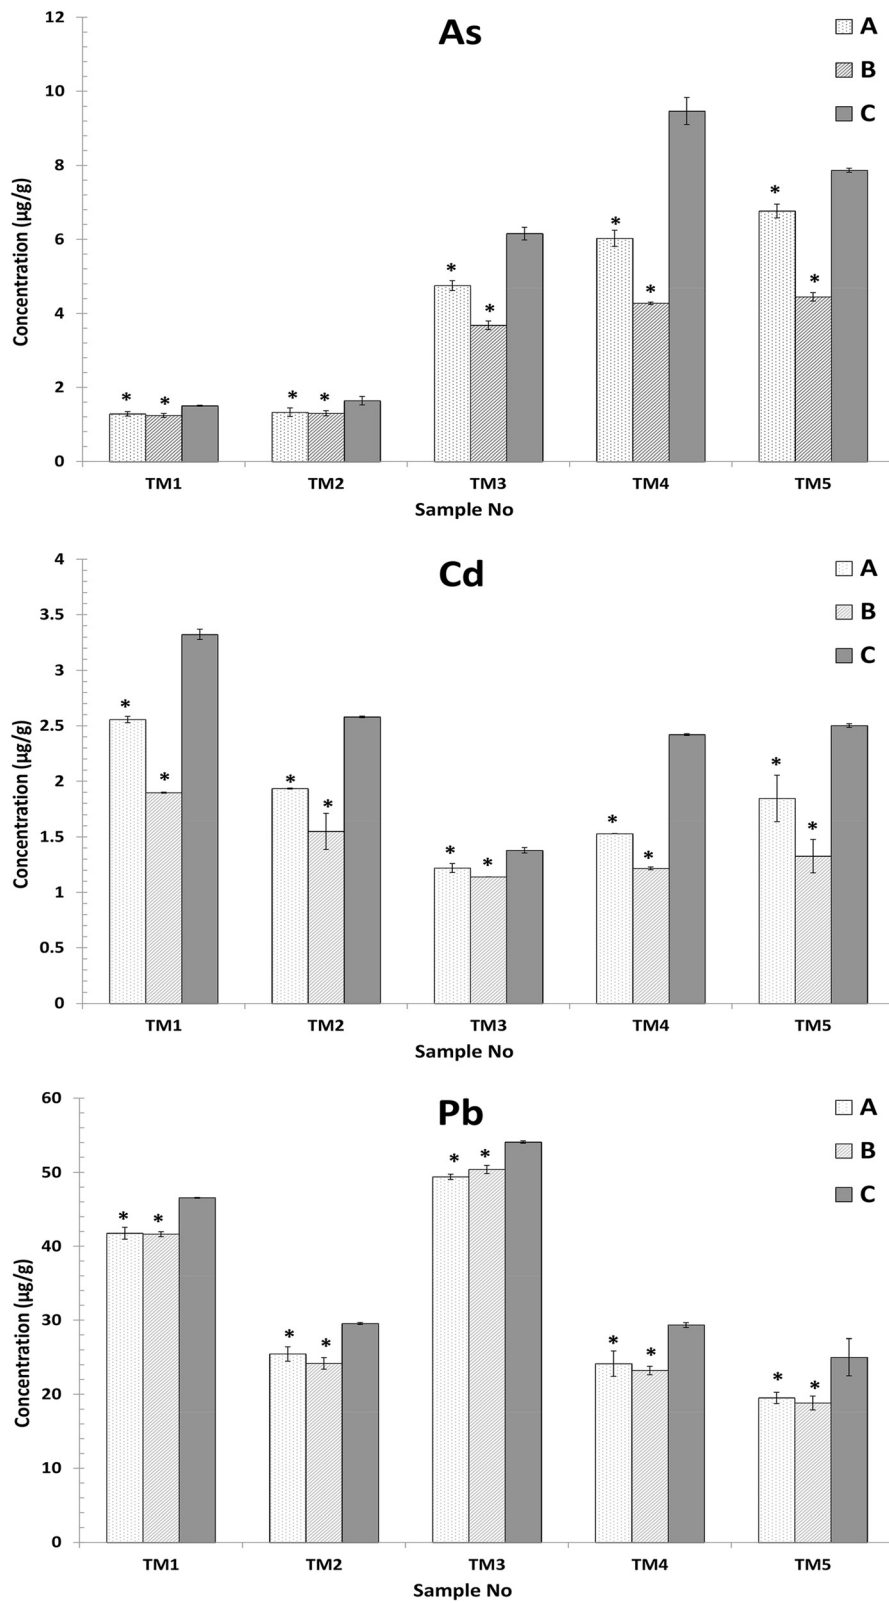 As
A
B
C
12
10
8
6
4
2
0
Concentration (µg/g)
* * * * * * * * * *
TM1 TM2 TM3 TM4 TM5
Sample No
Cd
A
B
C
4
3.5
3
2.5
2
1.5
1
0.5
0
Concentration (µg/g)
* * * * * * * * * *
TM1 TM2 TM3 TM4 TM5
Sample No
Pb
A
B
C
60
50
40
30
20
10
0
Concentration (µg/g)
* * * * * * * * * *
TM1 TM2 TM3 TM4 TM5
Sample No